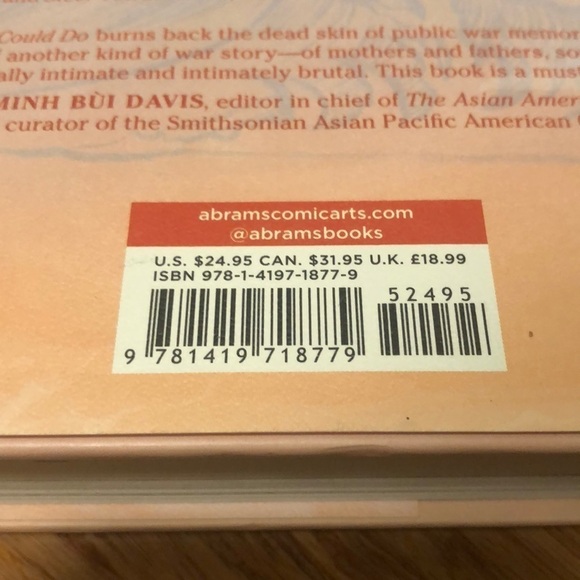 Could Do burns back the dead skin of public war memor
another kind of war story—of mothers and fathers, so
ally intimate and intimately brutal. This book is a mus
MINH BÙI DAVIS, editor in chief of The Asian Amer
curator of the Smithsonian Asian Pacific American
abramscomicarts.com
@abramsbooks
U.S. $24.95 CAN. $31.95 U.K. £18.99
ISBN 978-1-4197-1877-9
52495
9 781419 718779